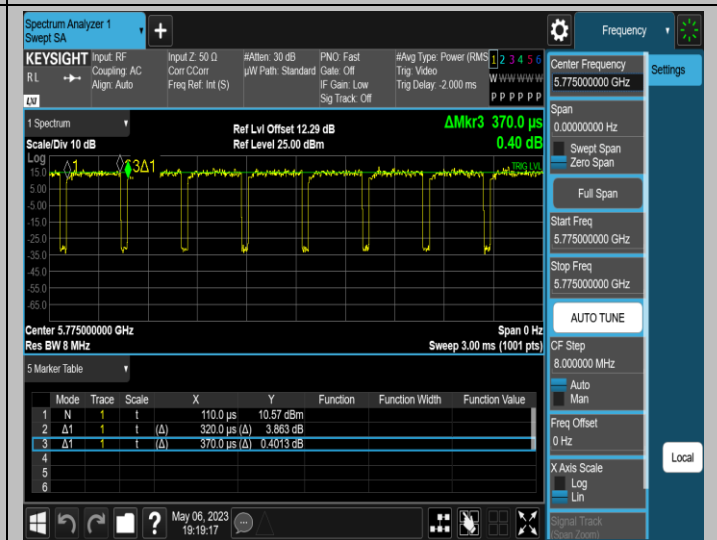 Spectrum Analyzer 1
Swept SA
+
Frequency
KEYSIGHT
RL
LXI
Input: RF
Coupling: AC
Align: Auto
Input Z: 50 Ω
Corr CCorr
Freq Ref: Int (S)
#Atten: 30 dB
µW Path: Standard
PNO: Fast
Gate: Off
IF Gain: Low
Sig Track: Off
#Avg Type: Power (RMS
Trig: Video
Trig Delay: -2.000 ms
1 2 3 4 5 6
W W W W W W
P P P P P P
Center Frequency
5.775000000 GHz
Settings
Span
0.00000000 Hz
Swept Span
Zero Span
Full Span
Start Freq
5.775000000 GHz
Stop Freq
5.775000000 GHz
AUTO TUNE
CF Step
8.000000 MHz
Auto
Man
Freq Offset
0 Hz
X Axis Scale
Log
Lin
Signal Track
(Span Zoom)
Local
1 Spectrum
Scale/Div 10 dB
Ref Lvl Offset 12.29 dB
Ref Level 25.00 dBm
ΔMkr3 370.0 µs
0.40 dB
Log
15.0
5.00
-5.00
-15.0
-25.0
-35.0
-45.0
-55.0
-65.0
1
3Δ1
TRIG LVL
Center 5.775000000 GHz
Res BW 8 MHz
Span 0 Hz
Sweep 3.00 ms (1001 pts)
5 Marker Table
Mode Trace Scale X Y Function Function Width Function Value
1 N 1 t 110.0 µs 10.57 dBm
2 Δ1 1 t (Δ) 320.0 µs (Δ) 3.863 dB
3 Δ1 1 t (Δ) 370.0 µs (Δ) 0.4013 dB
4
5
6
?
May 06, 2023
19:19:17